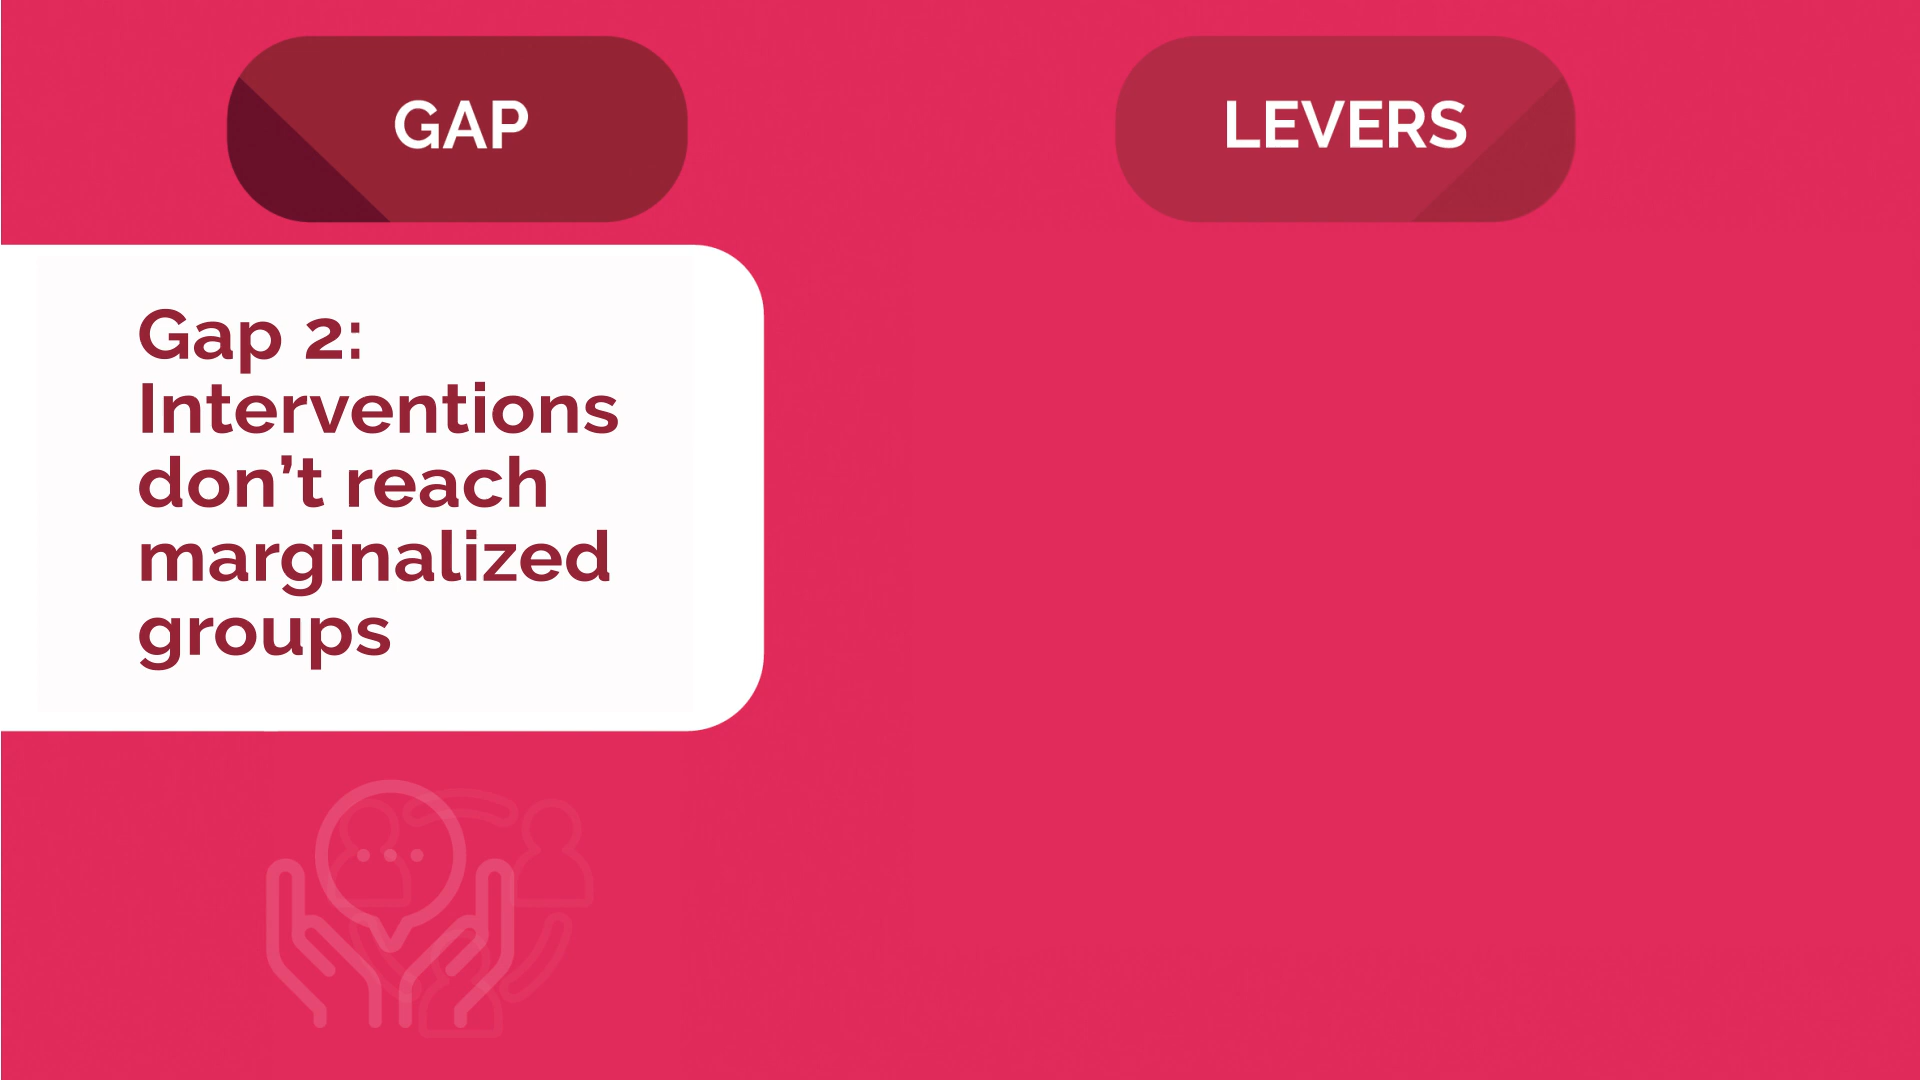 GAP
LEVERS
Gap 2:
Interventions
don’t reach
marginalized
groups